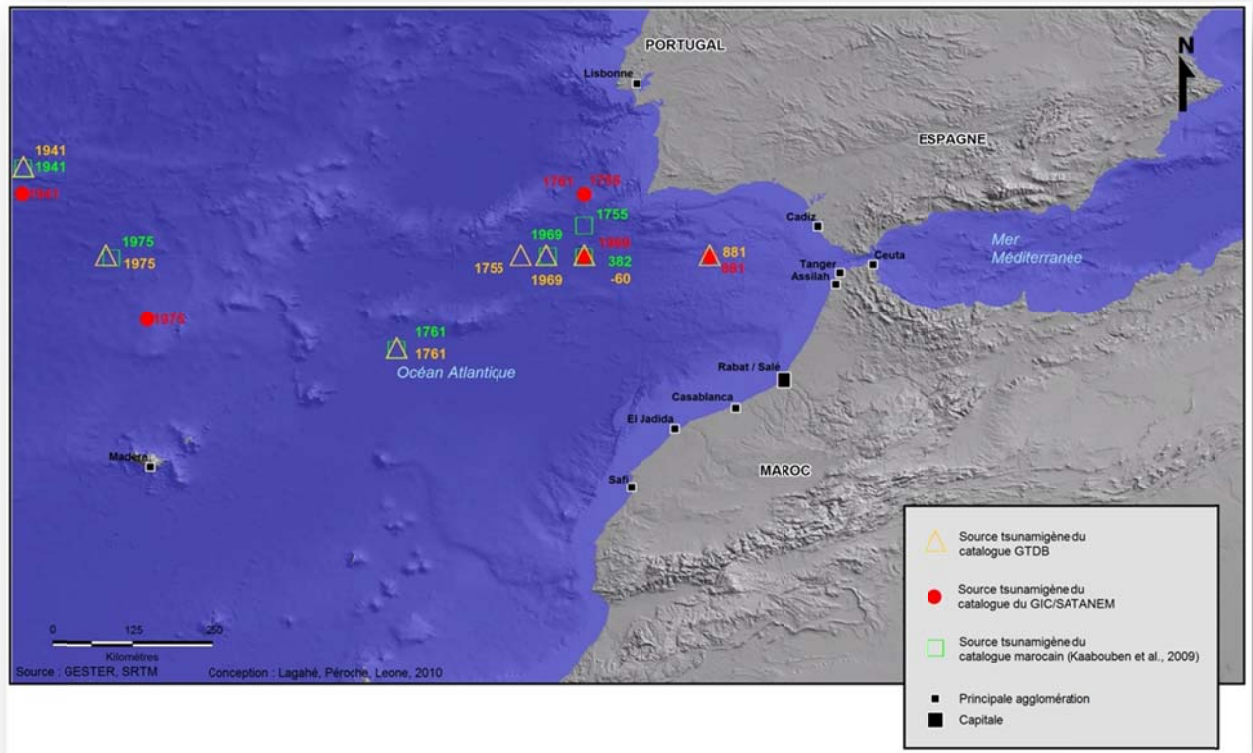 PORTUGAL
Lisbonne
N
ESPAGNE
1941
1941
1761
1755
Cadiz
Mer
Méditerranée
1975
1975
1969
1969
1755
1969
382
-60
881
881
Tanger
Assilah
Ceuta
1975
1761
1761
Océan Atlantique
Rabat / Salé
Casablanca
El Jadida
Safi
MAROC
0 125 250
Kilomètres
Source : GESTER, SRTM Conception : Lagahé, Péroche, Leone, 2010
Source tsunamigène du
catalogue GTDB
Source tsunamigène du
catalogue du GIC/SATANEM
Source tsunamigène du
catalogue marocain (Kaabouben et al., 2009)
Principale agglomération
Capitale